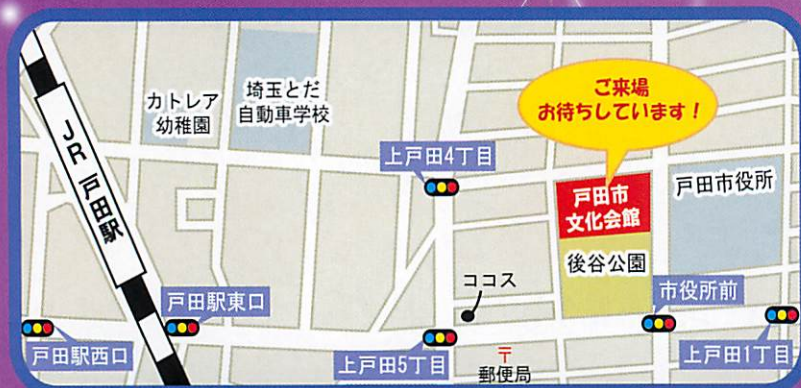 カトレア
幼稚園
埼玉とだ
自動車学校
ご来場
お待ちしています！
JR 戸田駅
上戸田4丁目
戸田市
文化会館
戸田市役所
後谷公園
ココス
戸田駅東口
市役所前
戸田駅西口
上戸田5丁目
〒
郵便局
上戸田1丁目